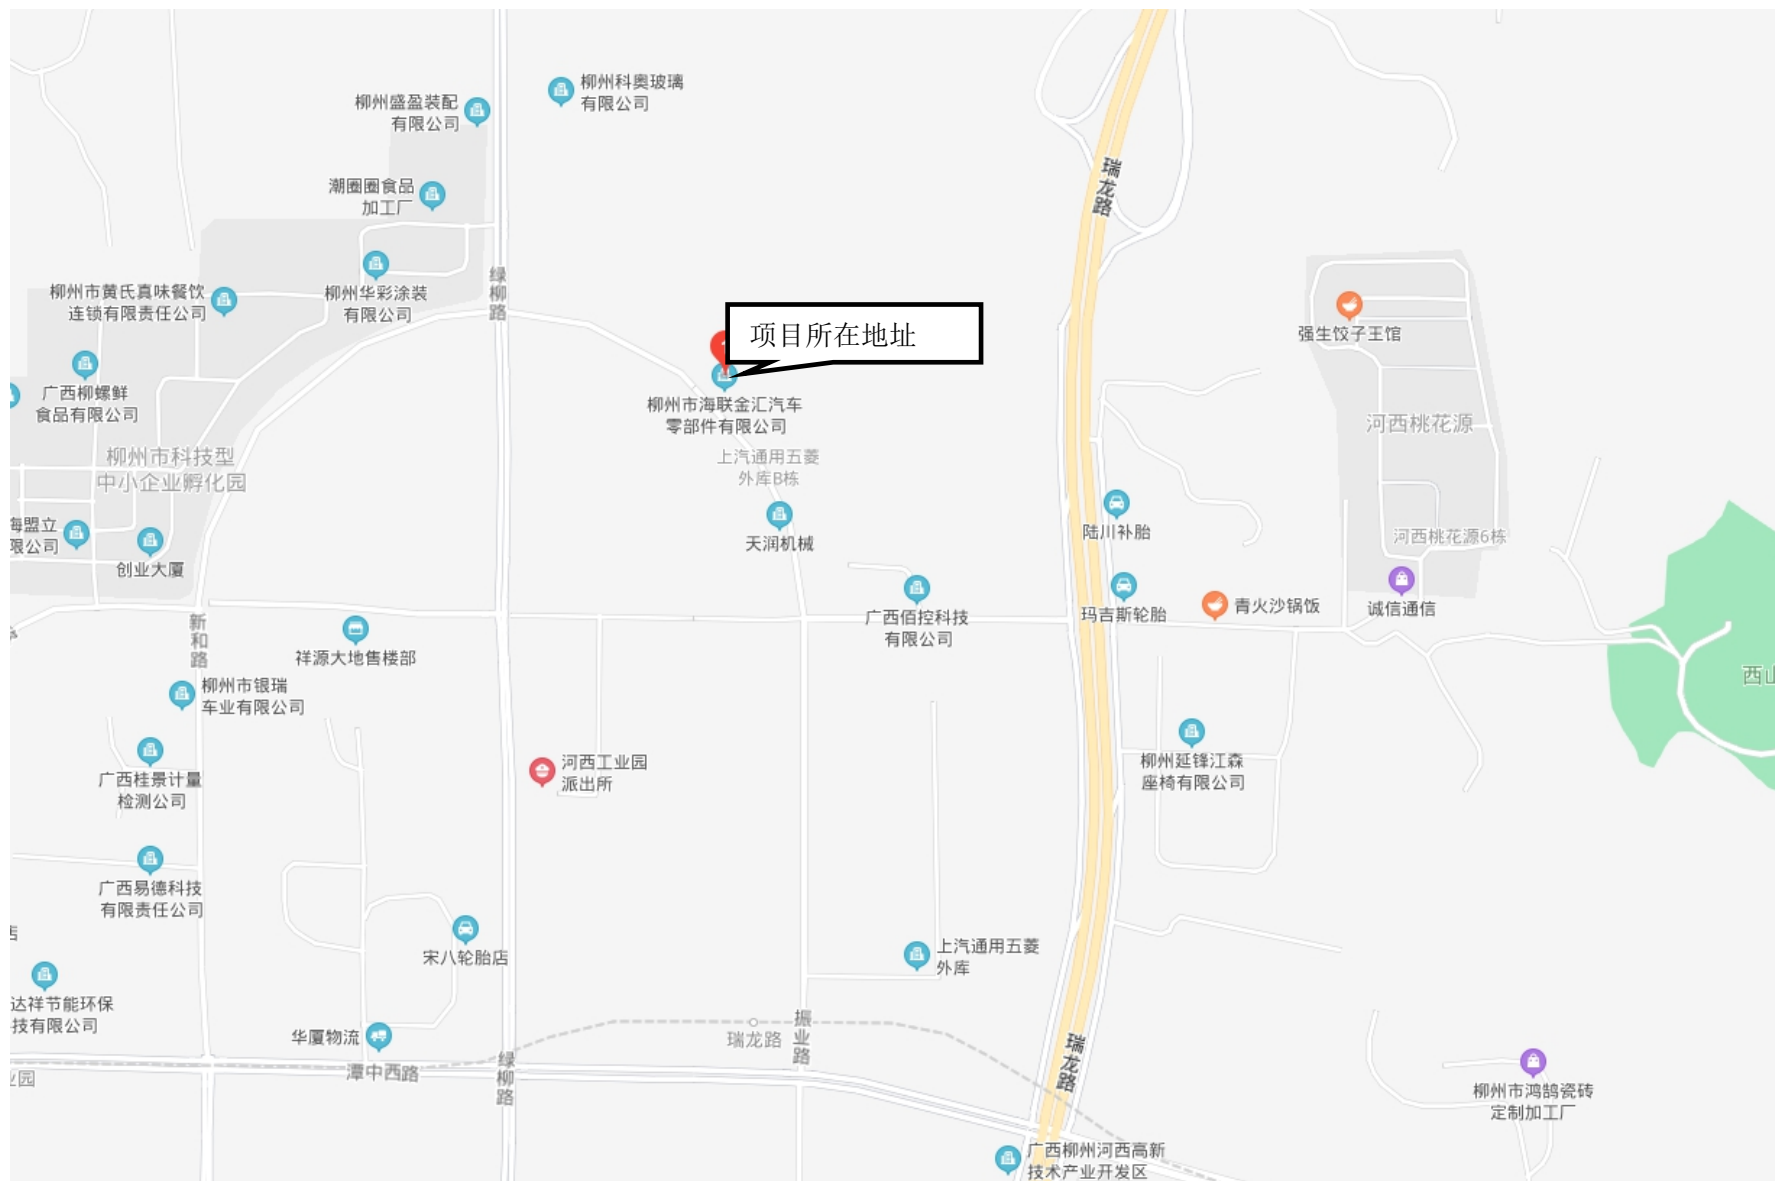 柳州科奥玻璃
有限公司
柳州盛盈装配
有限公司
瑞龙路
潮圈圈食品
加工厂
绿柳路
柳州华彩涂装
有限公司
柳州市黄氏真味餐饮
连锁有限责任公司
项目所在地址
强生饺子王馆
广西柳螺鲜
食品有限公司
柳州市海联金汇汽车
零部件有限公司
河西桃花源
柳州市科技型
中小企业孵化园
上汽通用五菱
外库B栋
海盟立
限公司
创业大厦
天润机械
陆川补胎
河西桃花源6栋
广西佰控科技
有限公司
玛吉斯轮胎
青火沙锅饭
诚信通信
新和路
祥源大地售楼部
西山
柳州市银瑞
车业有限公司
广西桂景计量
检测公司
河西工业园
派出所
柳州延锋江森
座椅有限公司
广西易德科技
有限责任公司
店
宋八轮胎店
上汽通用五菱
外库
达祥节能环保
技有限公司
华厦物流
瑞龙路
振业路
瑞龙路
业园
潭中西路
绿柳路
柳州市鸿鹄瓷砖
定制加工厂
广西柳州河西高新
技术产业开发区